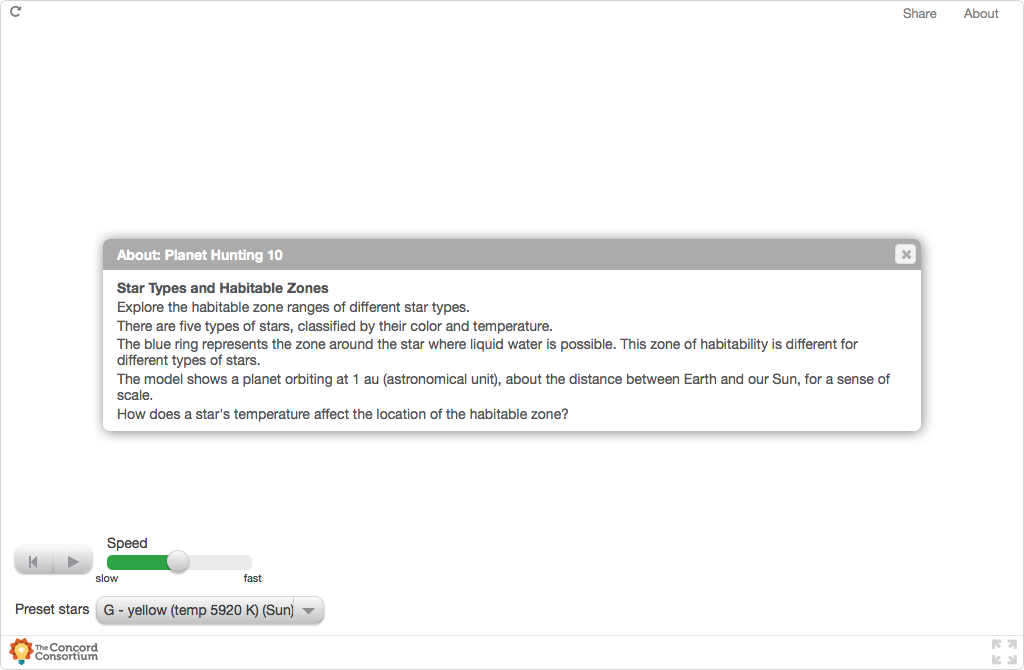 Share About
About: Planet Hunting 10
Star Types and Habitable Zones
Explore the habitable zone ranges of different star types.
There are five types of stars, classified by their color and temperature.
The blue ring represents the zone around the star where liquid water is possible. This zone of habitability is different for
different types of stars.
The model shows a planet orbiting at 1 au (astronomical unit), about the distance between Earth and our Sun, for a sense of
scale.
How does a star's temperature affect the location of the habitable zone?
Speed
slow fast
Preset stars G - yellow (temp 5920 K) (Sun)
The Concord
Consortium